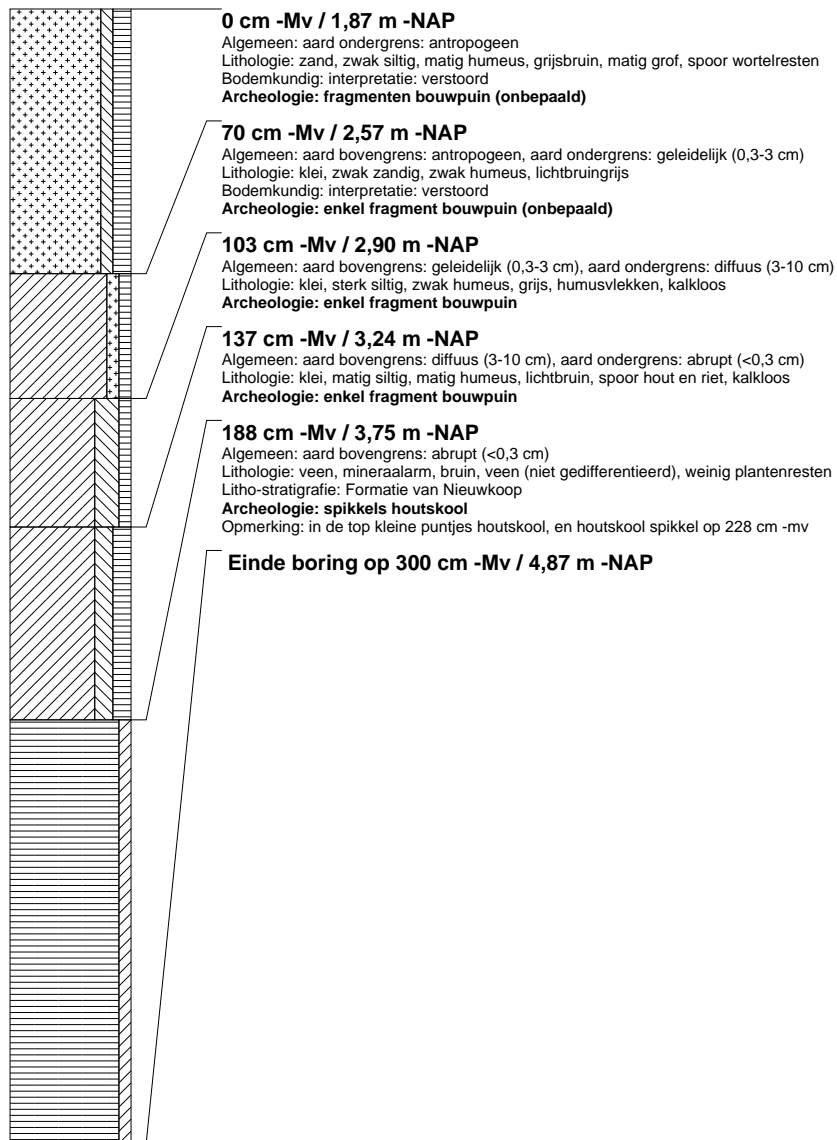 0 cm -Mv / 1,87 m -NAP
Algemeen: aard ondergrens: antropogeen
Lithologie: zand, zwak siltig, matig humeus, grijsbruin, matig grof, spoor wortelresten
Bodemkundig: interpretatie: verstoord
Archeologie: fragmenten bouwpuin (onbepaald)
70 cm -Mv / 2,57 m -NAP
Algemeen: aard bovengrens: antropogeen, aard ondergrens: geleidelijk (0,3-3 cm)
Lithologie: klei, zwak zandig, zwak humeus, lichtbruingrijs
Bodemkundig: interpretatie: verstoord
Archeologie: enkel fragment bouwpuin (onbepaald)
103 cm -Mv / 2,90 m -NAP
Algemeen: aard bovengrens: geleidelijk (0,3-3 cm), aard ondergrens: diffuus (3-10 cm)
Lithologie: klei, sterk siltig, zwak humeus, grijs, humusvlekken, kalkloos
Archeologie: enkel fragment bouwpuin
137 cm -Mv / 3,24 m -NAP
Algemeen: aard bovengrens: diffuus (3-10 cm), aard ondergrens: abrupt (<0,3 cm)
Lithologie: klei, matig siltig, matig humeus, lichtbruin, spoor hout en riet, kalkloos
Archeologie: enkel fragment bouwpuin
188 cm -Mv / 3,75 m -NAP
Algemeen: aard bovengrens: abrupt (<0,3 cm)
Lithologie: veen, mineraalarm, bruin, veen (niet gedifferentieerd), weinig plantenresten
Litho-stratigrafie: Formatie van Nieuwkoop
Archeologie: spikkels houtskool
Opmerking: in de top kleine puntjes houtskool, en houtskool spikkel op 228 cm -mv
Einde boring op 300 cm -Mv / 4,87 m -NAP